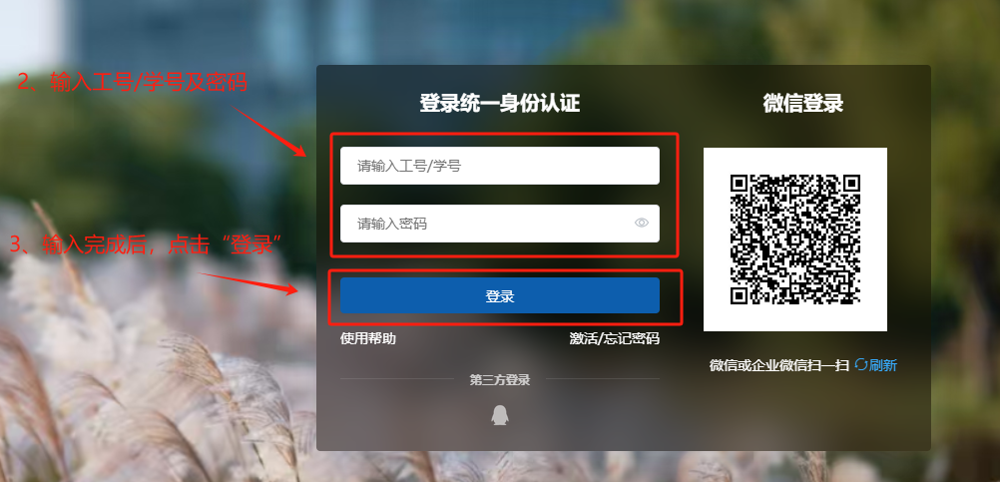 2、输入工号/学号及密码
登录统一身份认证
微信登录
请输入工号/学号
请输入密码
3、输入完成后，点击“登录”
登录
使用帮助
激活/忘记密码
微信或企业微信扫一扫 刷新
第三方登录